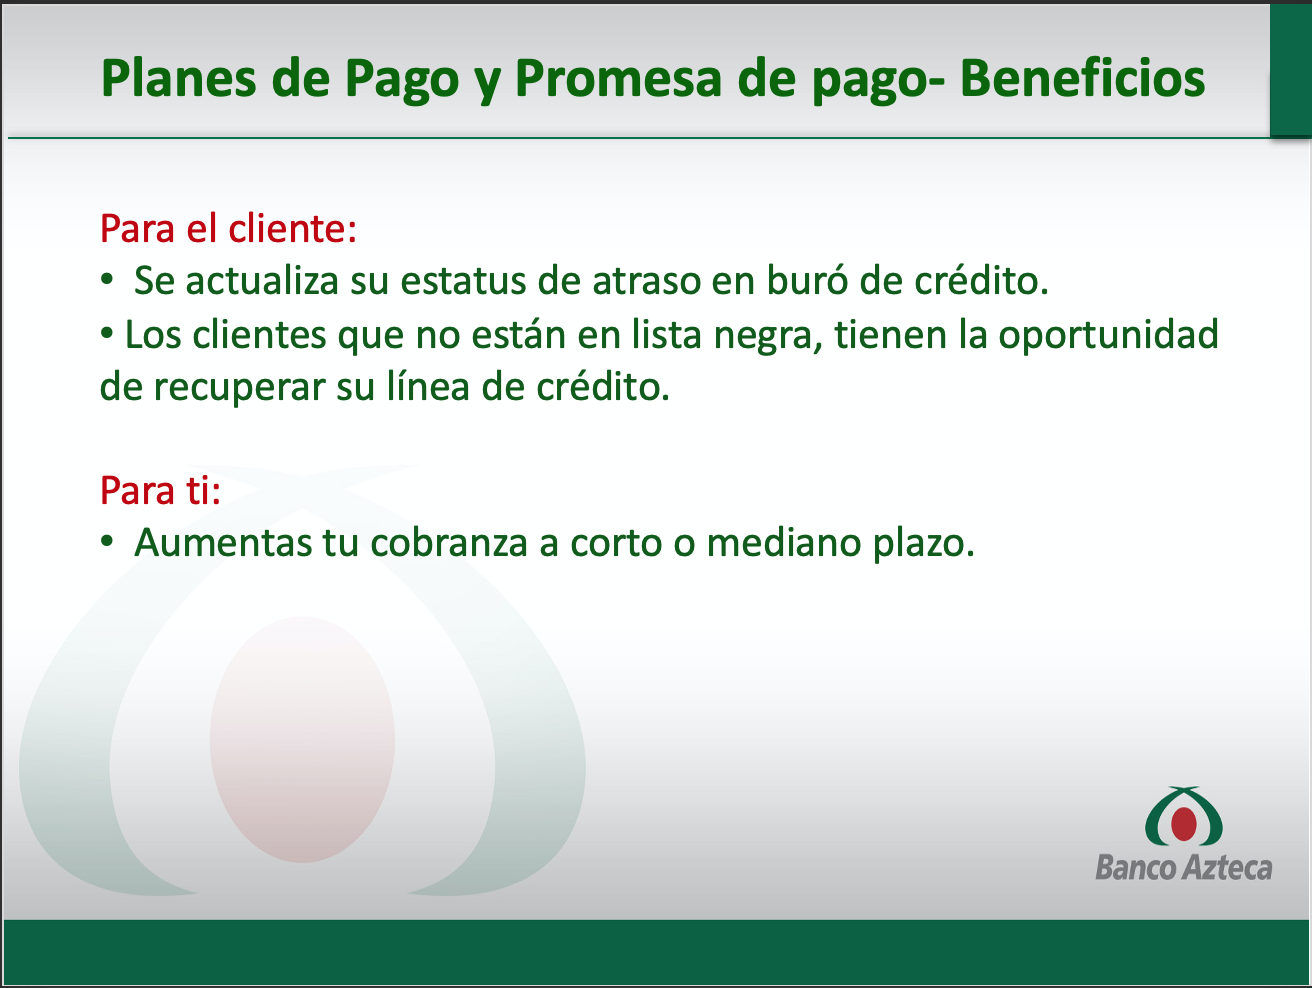 Planes de Pago y Promesa de pago- Beneficios
Para el cliente:
• Se actualiza su estatus de atraso en buró de crédito.
• Los clientes que no están en lista negra, tienen la oportunidad
de recuperar su línea de crédito.
Para ti:
• Aumentas tu cobranza a corto o mediano plazo.
Banco Azteca